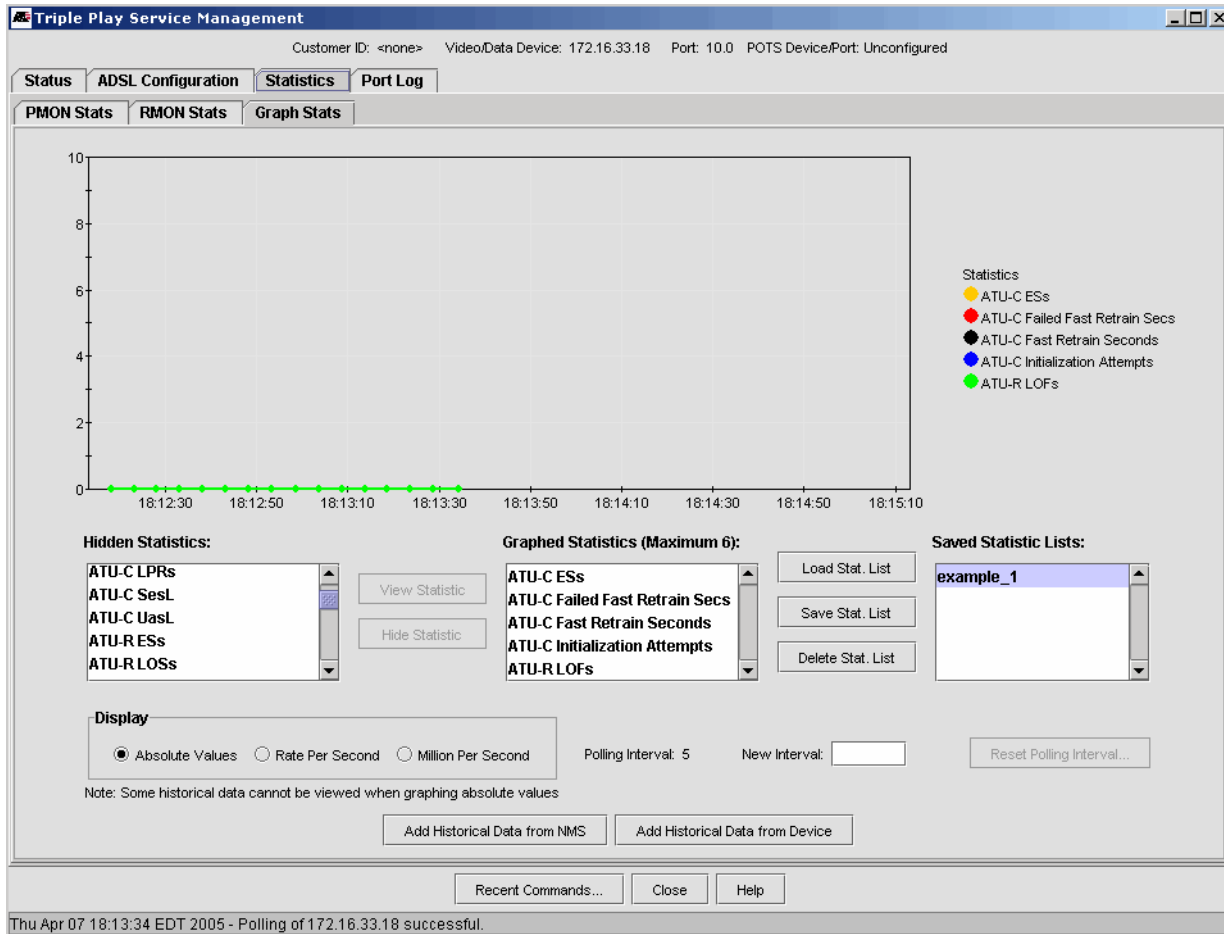 Triple Play Service Management
Customer ID: <none> Video/Data Device: 172.16.33.18 Port: 10.0 POTS Device/Port: Unconfigured
Status ADSL Configuration Statistics Port Log
PMON Stats RMON Stats Graph Stats
10
8
6
4
2
0
18:12:30 18:12:50 18:13:10 18:13:30 18:13:50 18:14:10 18:14:30 18:14:50 18:15:10
Statistics
ATU-C ESs
ATU-C Failed Fast Retrain Secs
ATU-C Fast Retrain Seconds
ATU-C Initialization Attempts
ATU-R LOFs
Hidden Statistics:
ATU-C LPRs
ATU-C SesL
ATU-C UasL
ATU-R ESs
ATU-R LOSs
View Statistic
Hide Statistic
Graphed Statistics (Maximum 6):
ATU-C ESs
ATU-C Failed Fast Retrain Secs
ATU-C Fast Retrain Seconds
ATU-C Initialization Attempts
ATU-R LOFs
Load Stat. List
Save Stat. List
Delete Stat. List
Saved Statistic Lists:
example_1
Display
Absolute Values Rate Per Second Million Per Second
Polling Interval: 5 New Interval: Reset Polling Interval...
Note: Some historical data cannot be viewed when graphing absolute values
Add Historical Data from NMS Add Historical Data from Device
Recent Commands... Close Help
Thu Apr 07 18:13:34 EDT 2005 - Polling of 172.16.33.18 successful.